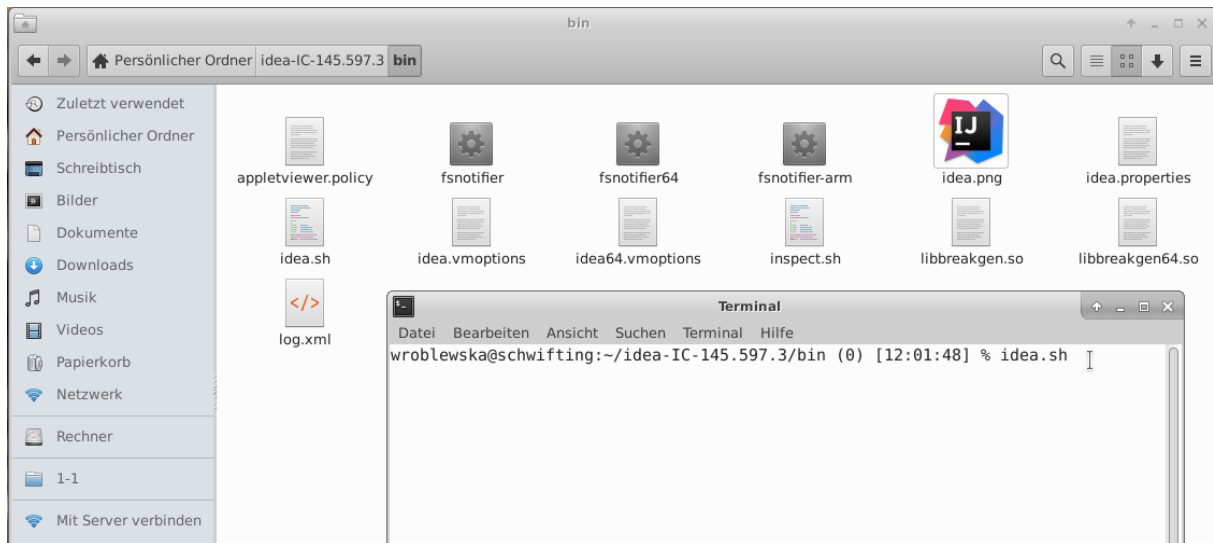 bin
Persönlicher Ordner idea-IC-145.597.3 bin
Zuletzt verwendet
Persönlicher Ordner
Schreibtisch
Bilder
Dokumente
Downloads
Musik
Videos
Papierkorb
Netzwerk
Rechner
1-1
Mit Server verbinden
appletviewer.policy fsnotifier fsnotifier64 fsnotifier-arm idea.png idea.properties
IJ
idea.sh idea.vmoptions idea64.vmoptions inspect.sh libbreakgen.so libbreakgen64.so
</>
log.xml
Terminal
Datei Bearbeiten Ansicht Suchen Terminal Hilfe
wroblewska@schwifting:~/idea-IC-145.597.3/bin (0) [12:01:48] % idea.sh